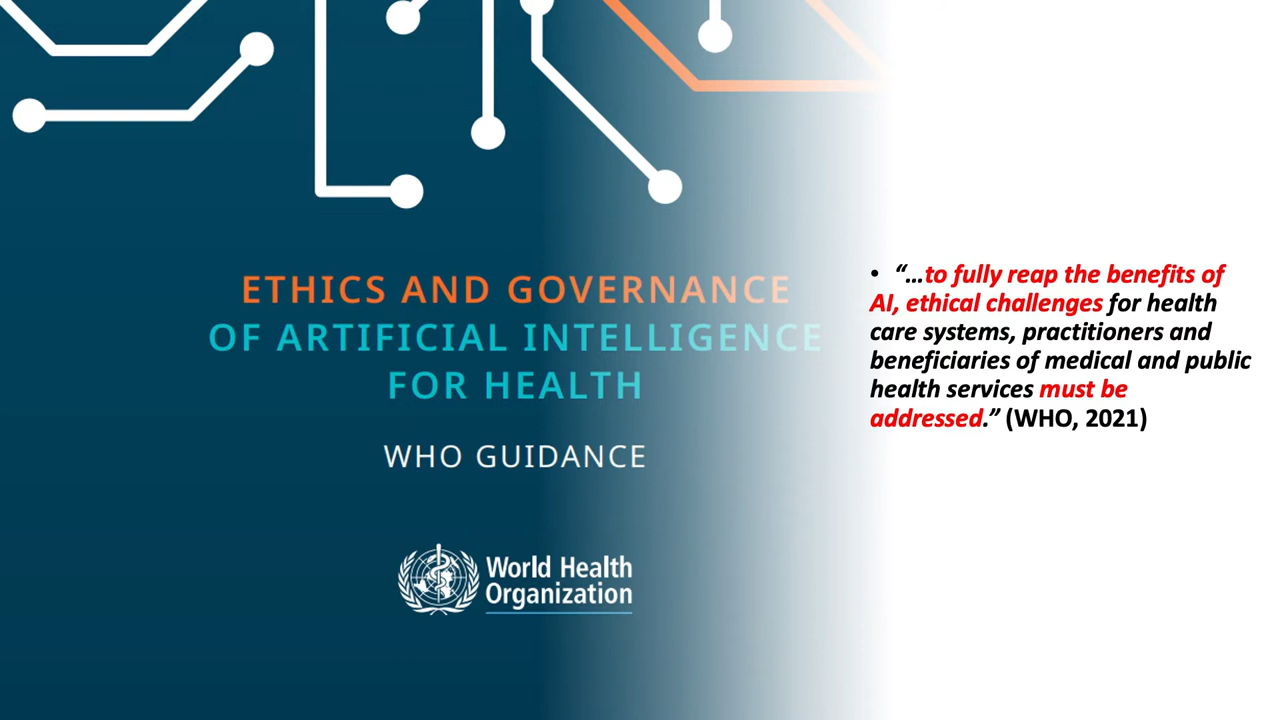 ETHICS AND GOVERNANCE
OF ARTIFICIAL INTELLIGENCE
FOR HEALTH
WHO GUIDANCE
World Health
Organization
• “…to fully reap the benefits of
AI, ethical challenges for health
care systems, practitioners and
beneficiaries of medical and public
health services must be
addressed.” (WHO, 2021)